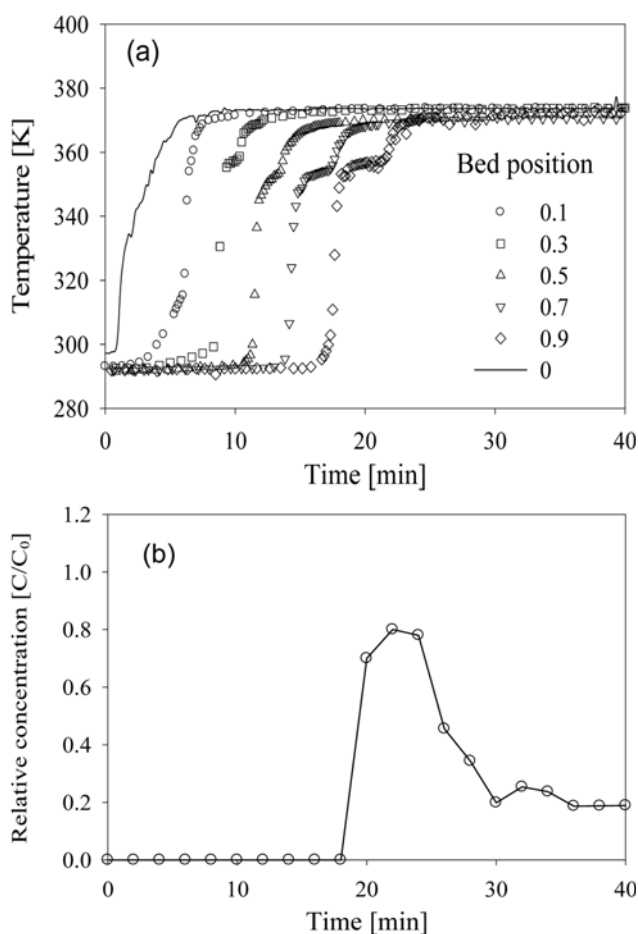 (a)
Temperature [K]
400
380
360
340
320
300
280
Bed position
0.1
0.3
0.5
0.7
0.9
0
0 10 20 30 40
Time [min]
(b)
Relative concentration [C/C₀]
1.2
1.0
0.8
0.6
0.4
0.2
0.0
0 10 20 30 40
Time [min]